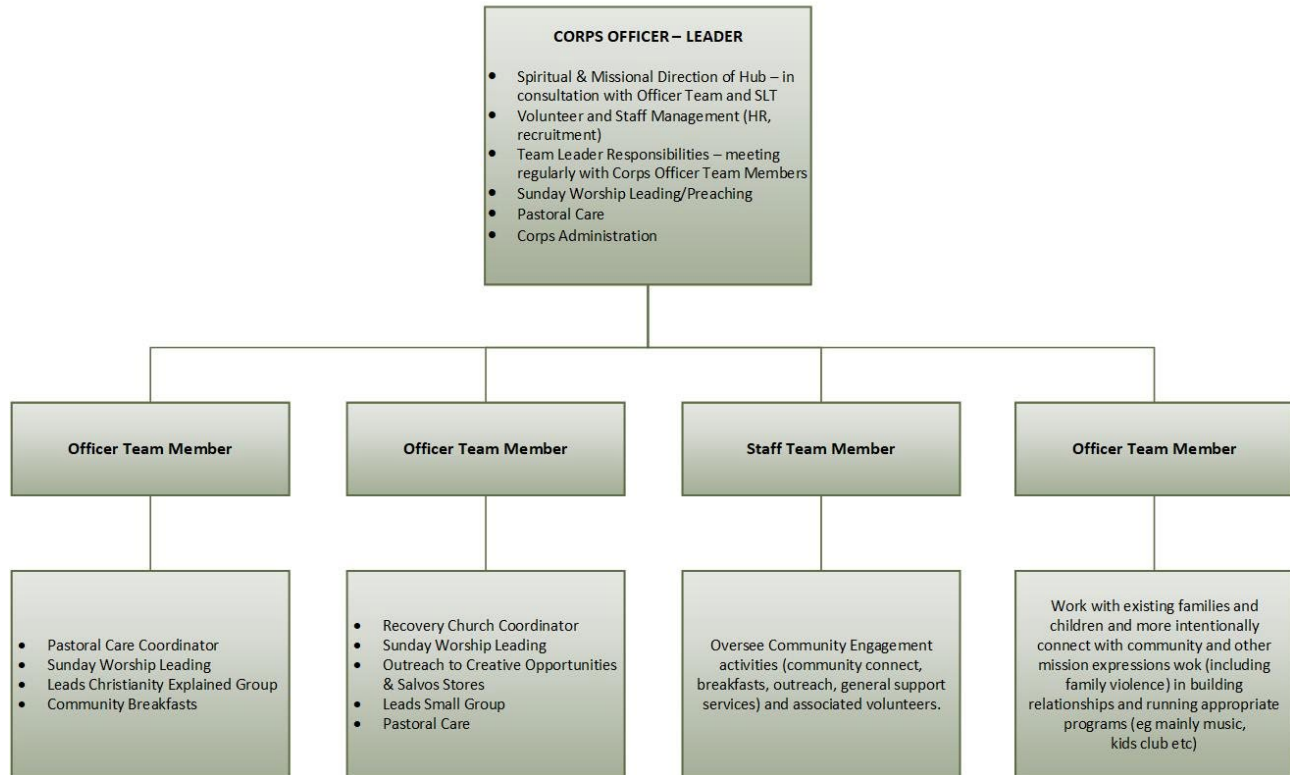 CORPS OFFICER – LEADER
• Spiritual & Missional Direction of Hub – in
consultation with Officer Team and SLT
• Volunteer and Staff Management (HR,
recruitment)
• Team Leader Responsibilities – meeting
regularly with Corps Officer Team Members
• Sunday Worship Leading/Preaching
• Pastoral Care
• Corps Administration
Officer Team Member
Officer Team Member
Staff Team Member
Officer Team Member
• Pastoral Care Coordinator
• Sunday Worship Leading
• Leads Christianity Explained Group
• Community Breakfasts
• Recovery Church Coordinator
• Sunday Worship Leading
• Outreach to Creative Opportunities
& Salvos Stores
• Leads Small Group
• Pastoral Care
Oversee Community Engagement
activities (community connect,
breakfasts, outreach, general support
services) and associated volunteers.
Work with existing families and
children and more intentionally
connect with community and other
mission expressions wok (including
family violence) in building
relationships and running appropriate
programs (eg mainly music,
kids club etc)